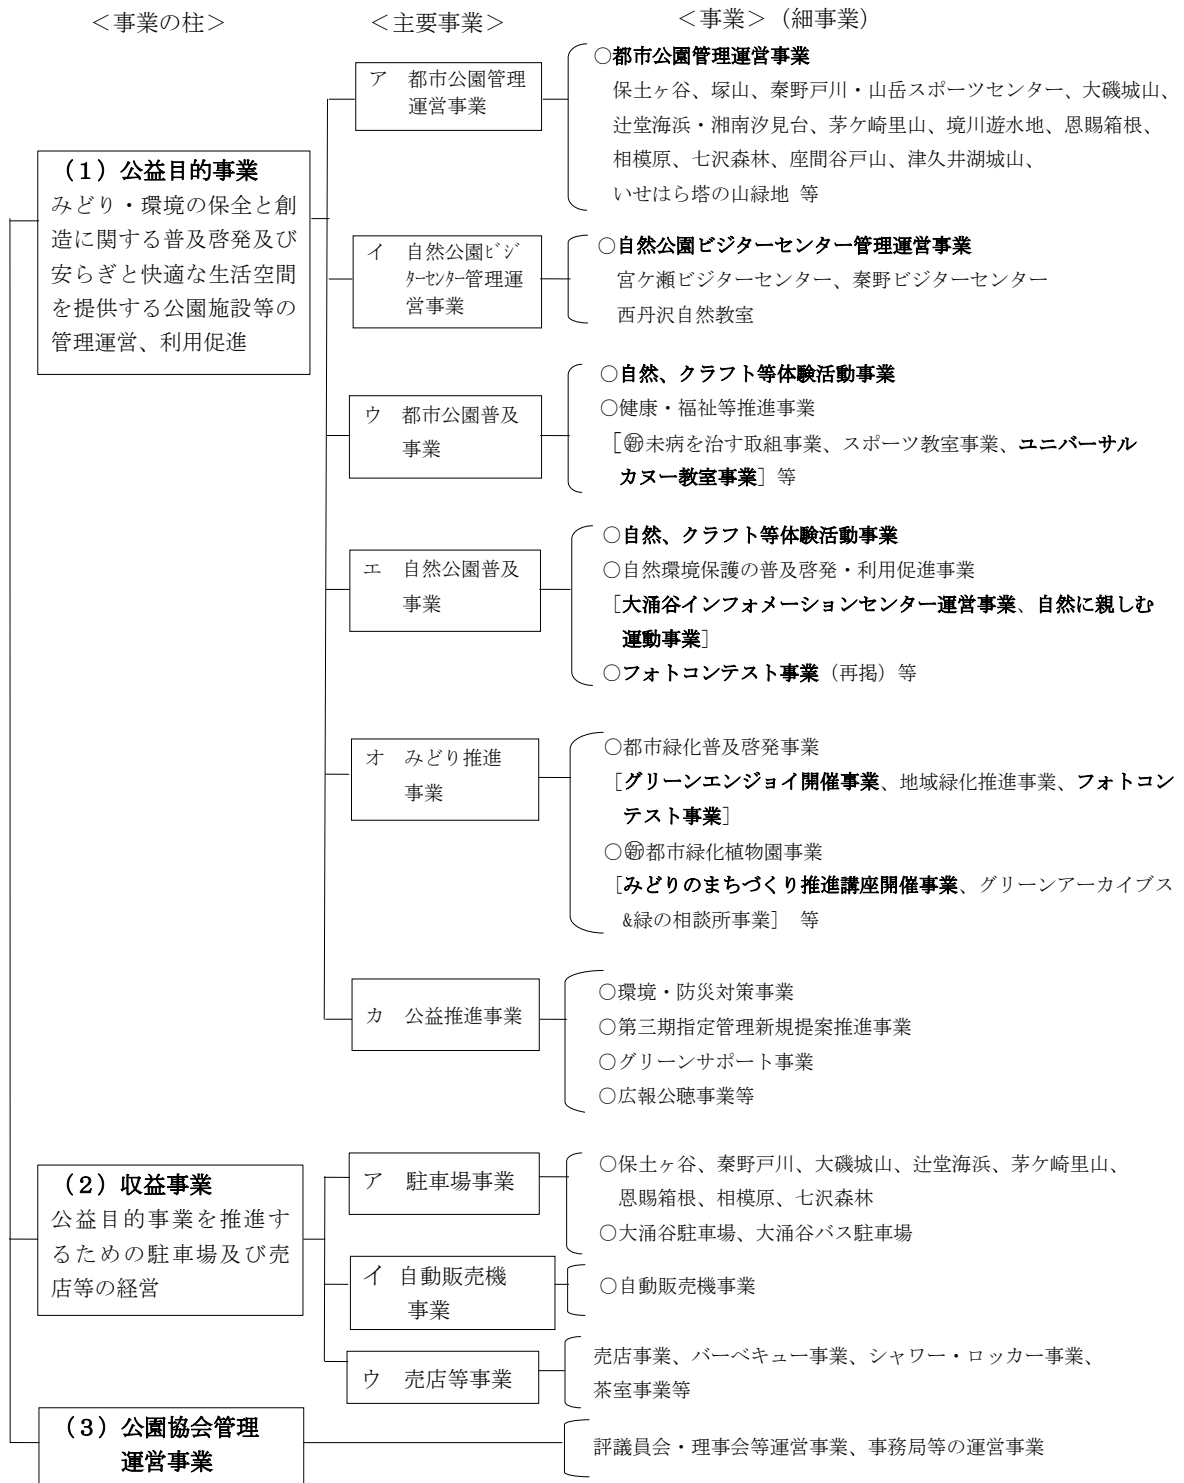 ＜事業の柱＞　＜主要事業＞　＜事業＞（細事業）
（１）公益目的事業
みどり・環境の保全と創
造に関する普及啓発及び
安らぎと快適な生活空間
を提供する公園施設等の
管理運営、利用促進
ア　都市公園管理
運営事業
○都市公園管理運営事業
保土ヶ谷、塚山、秦野戸川・山岳スポーツセンター、大磯城山、
辻堂海浜・湘南汐見台、茅ケ崎里山、境川遊水地、恩賜箱根、
相模原、七沢森林、座間谷戸山、津久井湖城山、
いせはら塔の山緑地 等
イ　自然公園ﾋﾞｼﾞ
ﾀｰｾﾝﾀｰ管理運
営事業
○自然公園ビジターセンター管理運営事業
宮ケ瀬ビジターセンター、秦野ビジターセンター
西丹沢自然教室
ウ　都市公園普及
事業
○自然、クラフト等体験活動事業
○健康・福祉等推進事業
［㊟未病を治す取組事業、スポーツ教室事業、ユニバーサル
カヌー教室事業］等
エ　自然公園普及
事業
○自然、クラフト等体験活動事業
○自然環境保護の普及啓発・利用促進事業
［大涌谷インフォメーションセンター運営事業、自然に親しむ
運動事業］
○フォトコンテスト事業（再掲）等
オ　みどり推進
事業
○都市緑化普及啓発事業
［グリーンエンジョイ開催事業、地域緑化推進事業、フォトコン
テスト事業］
○新都市緑化植物園事業
［みどりのまちづくり推進講座開催事業、グリーンアーカイブス
&緑の相談所事業］　等
カ　公益推進事業
○環境・防災対策事業
○第三期指定管理新規提案推進事業
○グリーンサポート事業
○広報公聴事業等
（２）収益事業
公益目的事業を推進す
るための駐車場及び売
店等の経営
ア　駐車場事業
○保土ヶ谷、秦野戸川、大磯城山、辻堂海浜、茅ケ崎里山、
恩賜箱根、相模原、七沢森林
○大涌谷駐車場、大涌谷バス駐車場
イ　自動販売機
事業
○自動販売機事業
ウ　売店等事業
売店事業、バーベキュー事業、シャワー・ロッカー事業、
茶室事業等
（３）公園協会管理
運営事業
評議員会・理事会等運営事業、事務局等の運営事業